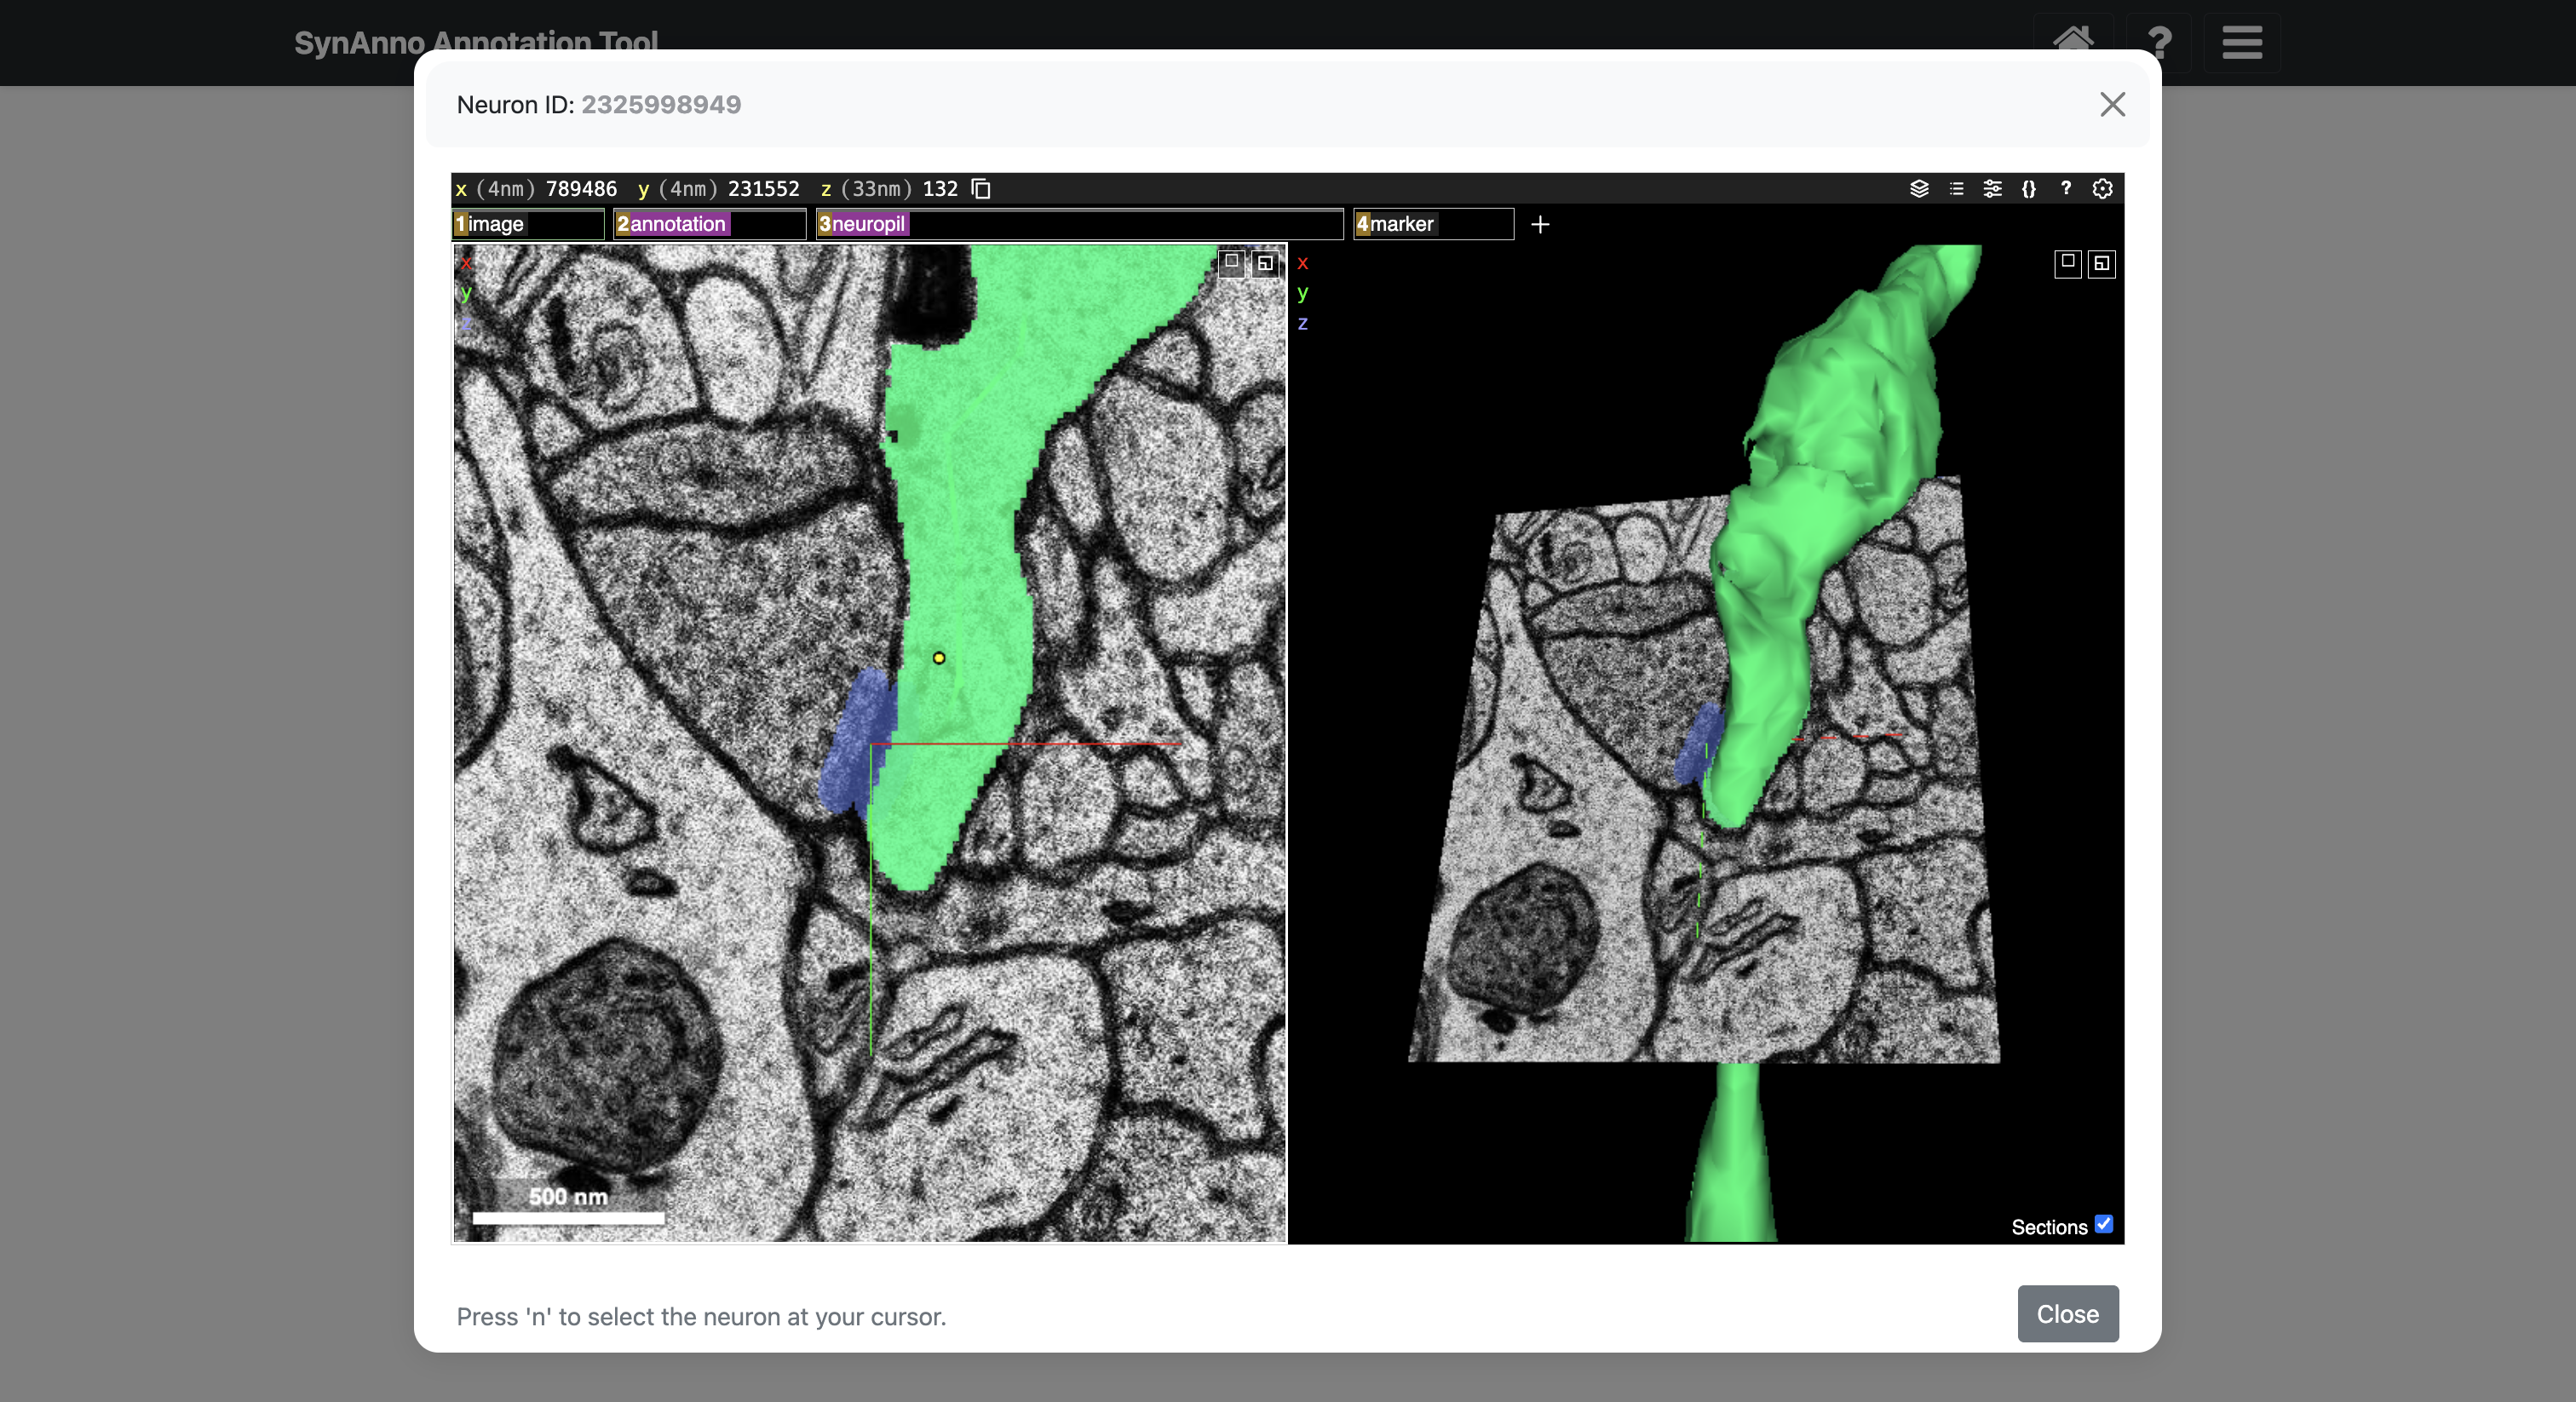 SynAnno Annotation Tool
?
Neuron ID: 2325998949
x (4nm) 789486 y (4nm) 231552 z (33nm) 132
{} ?
1image 2annotation 3neuropil 4marker +
x
y
z
x
y
z
500 nm
Sections
Press 'n' to select the neuron at your cursor.
Close